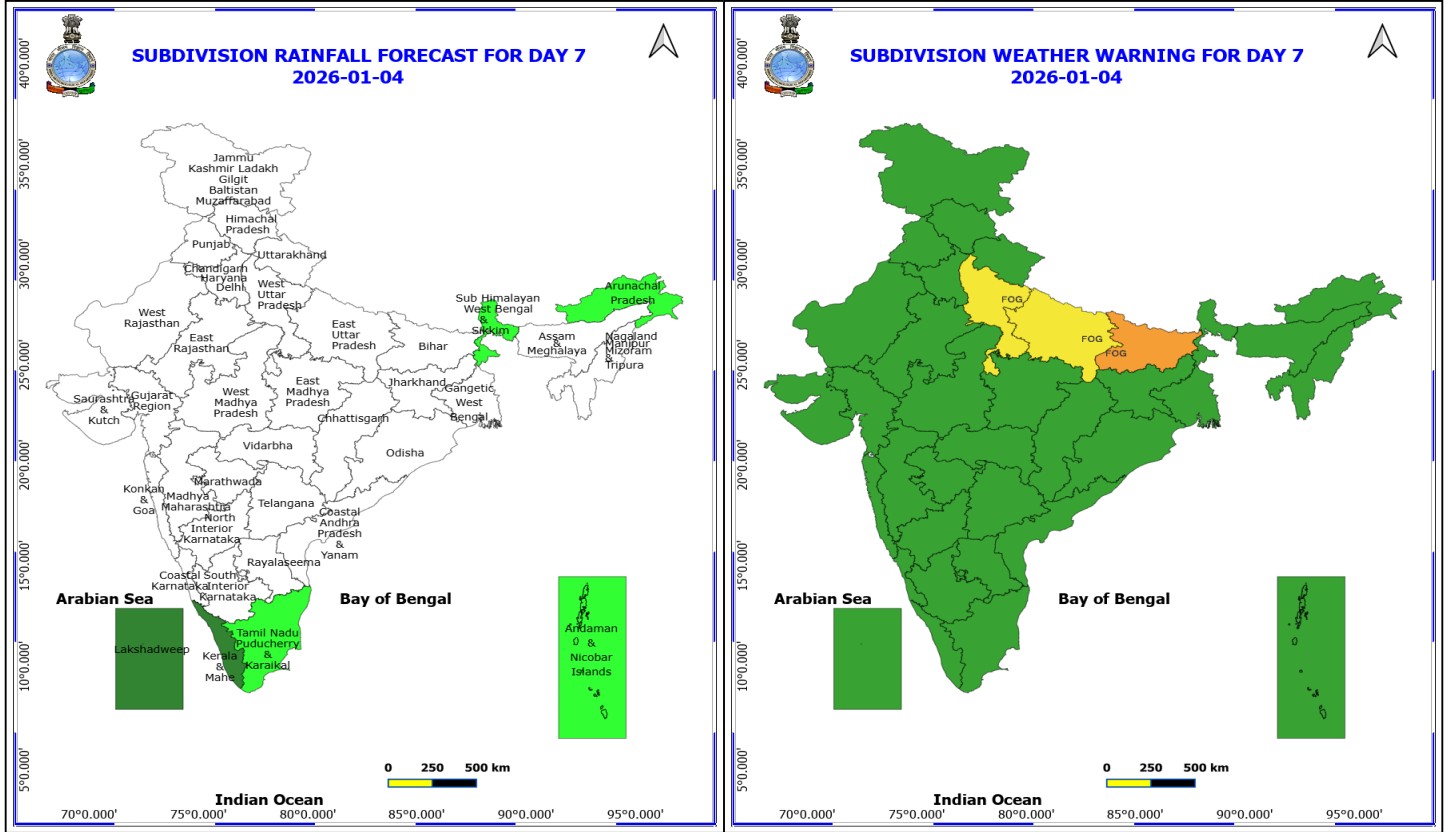 SUBDIVISION RAINFALL FORECAST FOR DAY 7
2026-01-04
40°0.000'
35°0.000'
30°0.000'
25°0.000'
20°0.000'
15°0.000'
10°0.000'
5°0.000'
Jammu
Kashmir Ladakh
Gilgit
Baltistan
Muzaffarabad
Himachal
Pradesh
Punjab
Uttarakhand
Chandigarh
Haryana
Delhi
West
Uttar
Pradesh
West
Rajasthan
East
Rajasthan
East
Uttar
Pradesh
Bihar
Sub Himalayan
West Bengal
&
Sikkim
Arunachal
Pradesh
Assam
&
Meghalaya
Nagaland
Manipur
Mizoram
&
Tripura
Saurashtra
&
Kutch
Gujarat
Region
West
Madhya
Pradesh
East
Madhya
Pradesh
Jharkhand
Gangetic
West
Bengal
Chhattisgarh
Vidarbha
Odisha
Konkan
&
Goa
Madhya
Maharashtra
Marathwada
Telangana
North
Interior
Karnataka
Coastal
Andhra
Pradesh
&
Yanam
Rayalaseema
Coastal
Karnataka
South
Interior
Karnataka
Arabian Sea
Bay of Bengal
Lakshadweep
Kerala
&
Mahe
Tamil Nadu
Puducherry
&
Karaikal
Andaman
&
Nicobar
Islands
0 250 500 km
Indian Ocean
70°0.000' 75°0.000' 80°0.000' 85°0.000' 90°0.000' 95°0.000'
SUBDIVISION WEATHER WARNING FOR DAY 7
2026-01-04
40°0.000'
35°0.000'
30°0.000'
25°0.000'
20°0.000'
15°0.000'
10°0.000'
5°0.000'
FOG
FOG
FOG
Arabian Sea
Bay of Bengal
0 250 500 km
Indian Ocean
70°0.000' 75°0.000' 80°0.000' 85°0.000' 90°0.000' 95°0.000'